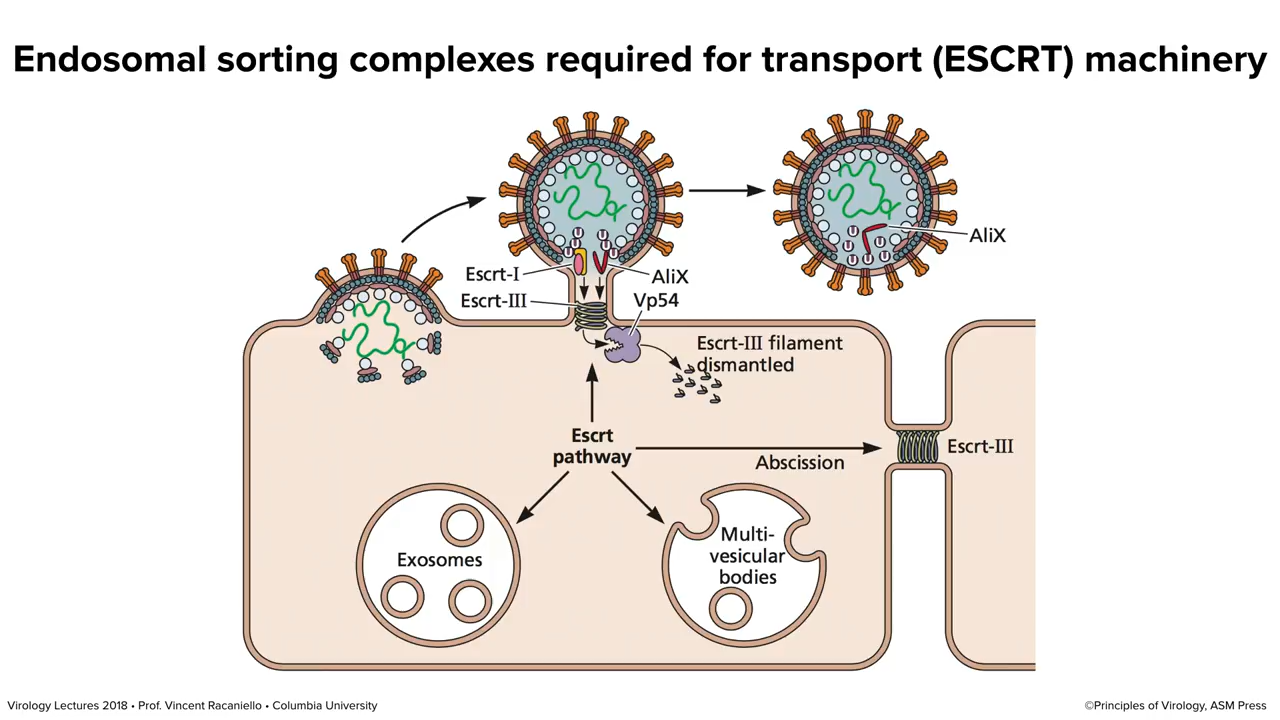 Endosomal sorting complexes required for transport (ESCRT) machinery
AliX
Escrt-I
AliX
Escrt-III
Vp54
Escrt-III filament
dismantled
Escrt
pathway
Abscission
Escrt-III
Exosomes
Multi-
vesicular
bodies
U U U U U U
U U U U U U
Virology Lectures 2018 • Prof. Vincent Racaniello • Columbia University
©Principles of Virology, ASM Press